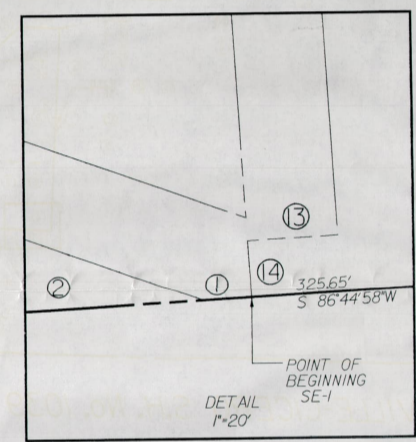 13
14
325.65'
1
S 86°44'58"W
2
POINT OF
BEGINNING
SE-1
DETAIL
1"=20'